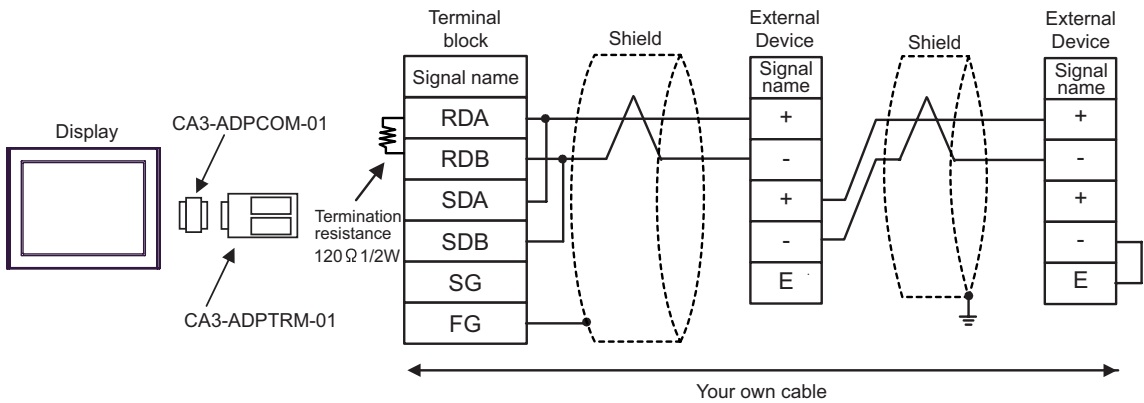 Display
CA3-ADPCOM-01
CA3-ADPTRM-01
Termination
resistance
120Ω1/2W
Terminal
block
Signal name
RDA
RDB
SDA
SDB
SG
FG
Shield
External
Device
Signal
name
+
-
+
-
E
Shield
External
Device
Signal
name
+
-
+
-
E
Your own cable